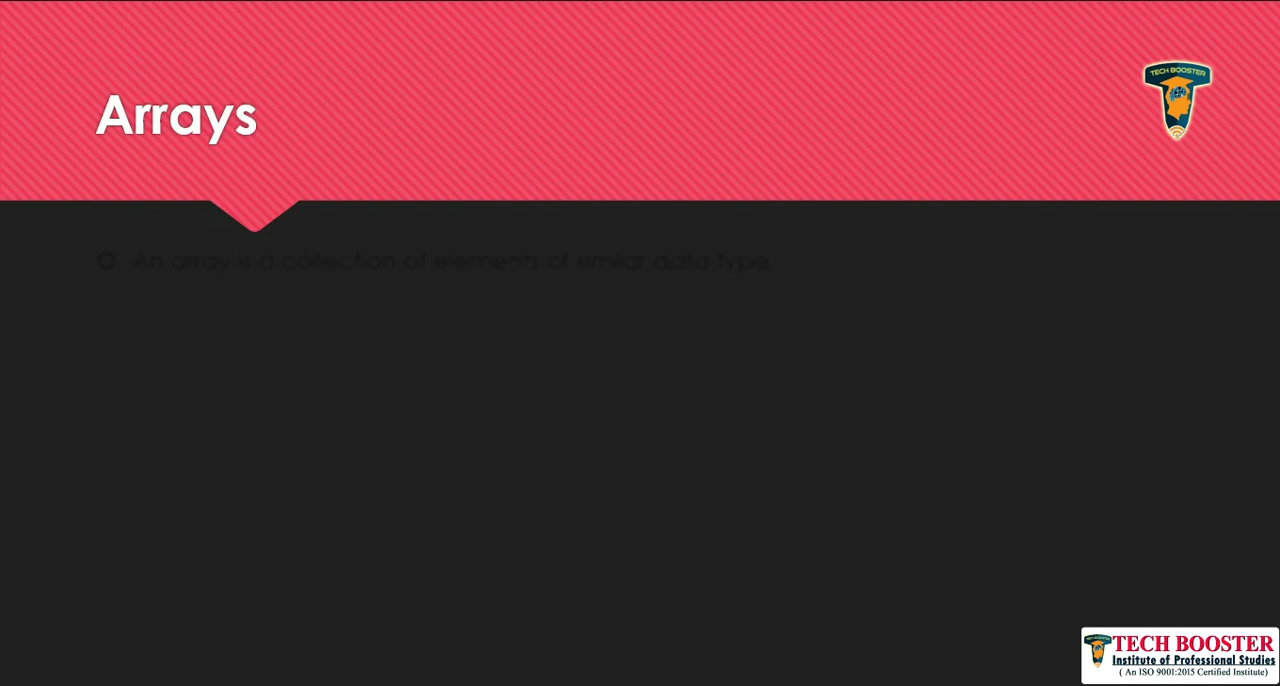 Arrays
TECH BOOSTER
An array is a collection of elements of similar data type.
TECH BOOSTER
Institute of Professional Studies
( An ISO 9001:2015 Certified Institute)